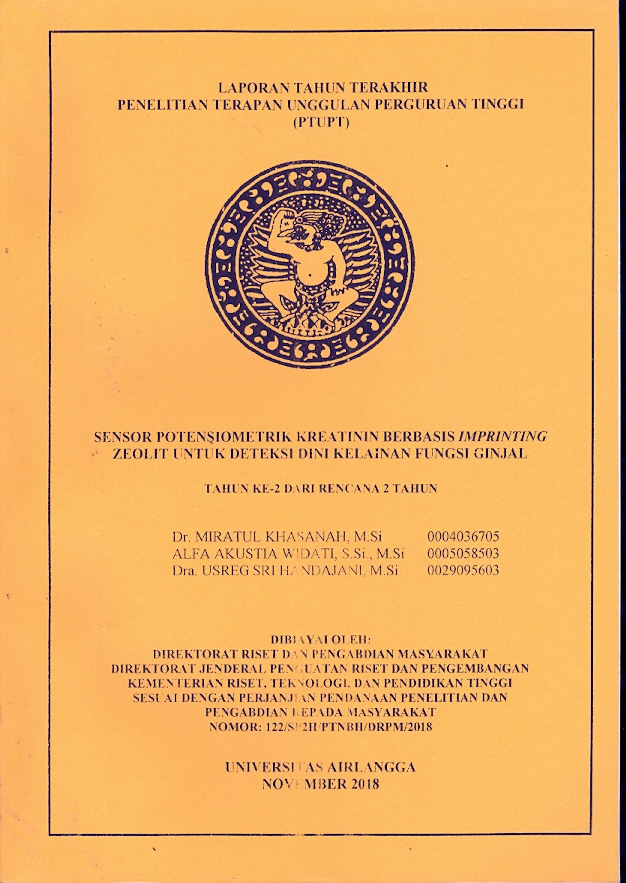 LAPORAN TAHUN TERAKHIR
PENELITIAN TERAPAN UNGGULAN PERGURUAN TINGGI
(PTUPT)
SENSOR POTENSIOMETRIK KREATININ BERBASIS IMPRINTING
ZEOLIT UNTUK DETEKSI DINI KELAINAN FUNGSI GINJAL
TAHUN KE-2 DARI RENCANA 2 TAHUN
Dr. MIRATUL KHASANAH, M.Si 0004036705
ALFA AKUSTIA WIDATI, S.Si., M.Si 0005058503
Dra. USREG SRI HANDAJANI, M.Si 0029095603
DIBIAYAI OLEH:
DIREKTORAT RISET DAN PENGABDIAN MASYARAKAT
DIREKTORAT JENDERAL PENGUATAN RISET DAN PENGEMBANGAN
KEMENTERIAN RISET, TEKNOLOGI, DAN PENDIDIKAN TINGGI
SESUAI DENGAN PERJANJIAN PENDANAAN PENELITIAN DAN
PENGABDIAN KEPADA MASYARAKAT
NOMOR: 122/SP2H/PTNBH/DRPM/2018
UNIVERSITAS AIRLANGGA
NOVEMBER 2018